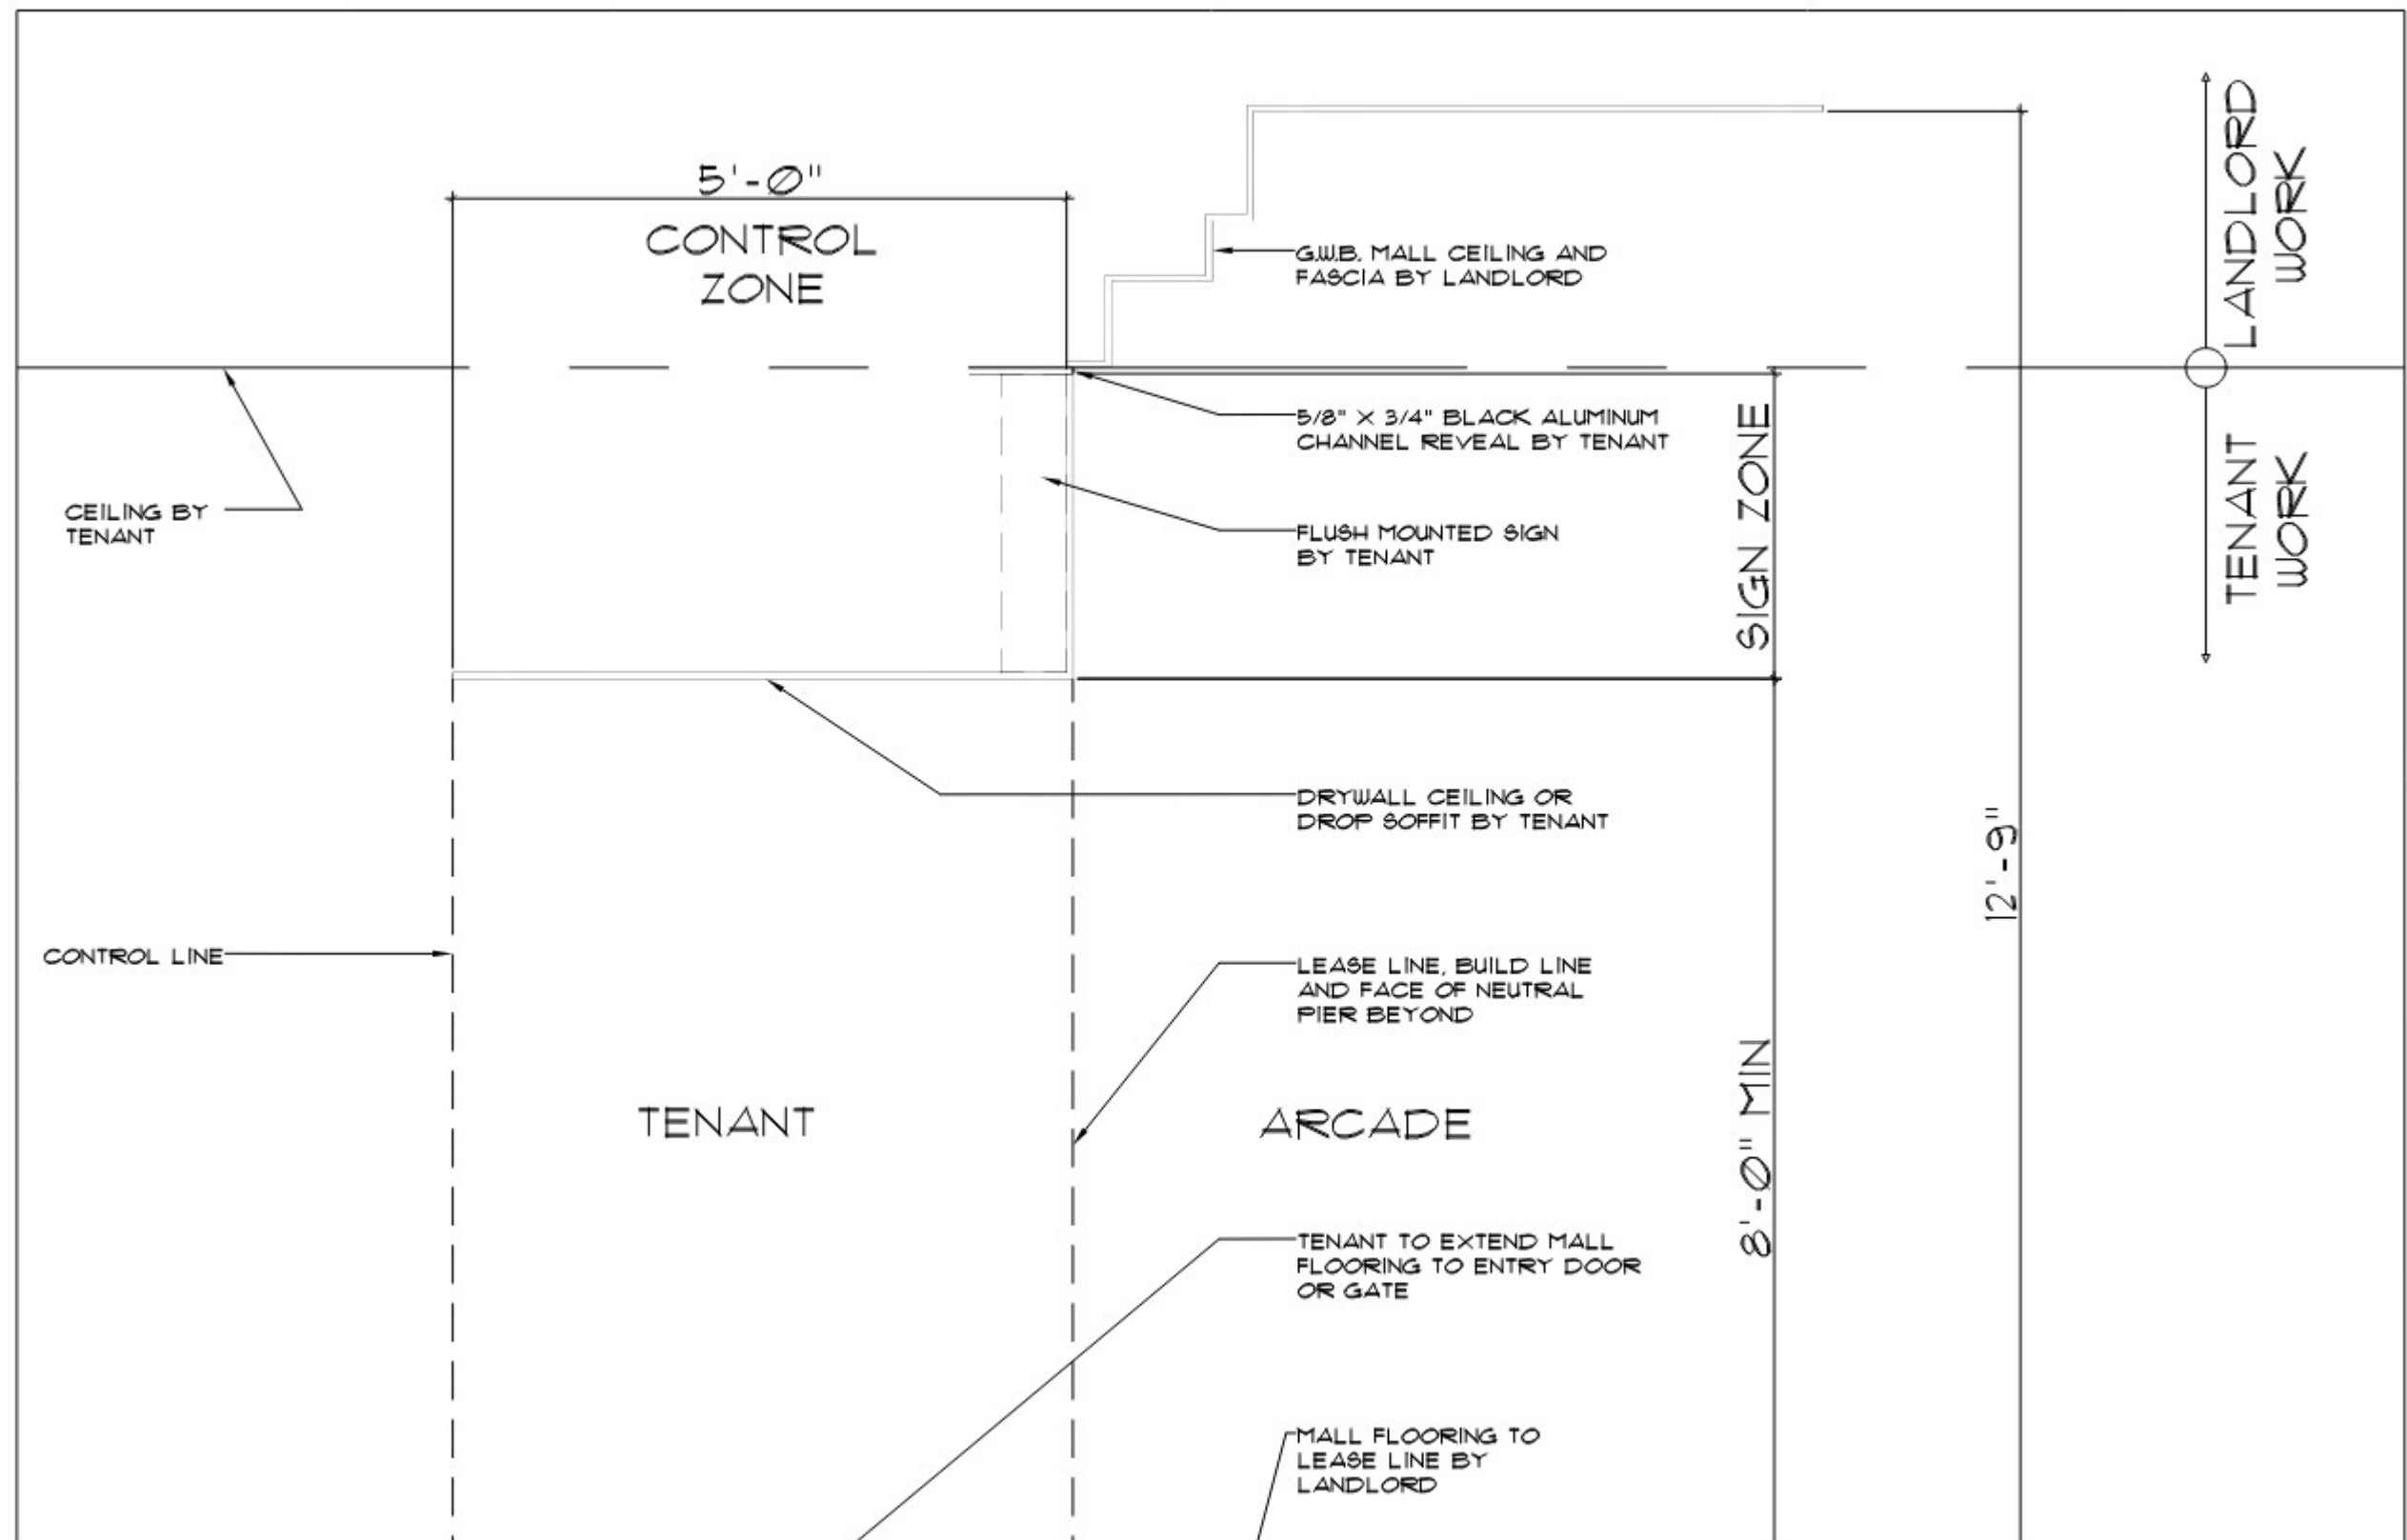 5'-0"
CONTROL
ZONE
G.W.B. MALL CEILING AND
FASCIA BY LANDLORD
LANDLORD
WORK
5/8" X 3/4" BLACK ALUMINUM
CHANNEL REVEAL BY TENANT
SIGN ZONE
TENANT
WORK
CEILING BY
TENANT
FLUSH MOUNTED SIGN
BY TENANT
DRYWALL CEILING OR
DROP SOFFIT BY TENANT
12'-9"
CONTROL LINE
LEASE LINE, BUILD LINE
AND FACE OF NEUTRAL
PIER BEYOND
TENANT
ARCADE
8'-0" MIN
TENANT TO EXTEND MALL
FLOORING TO ENTRY DOOR
OR GATE
MALL FLOORING TO
LEASE LINE BY
LANDLORD